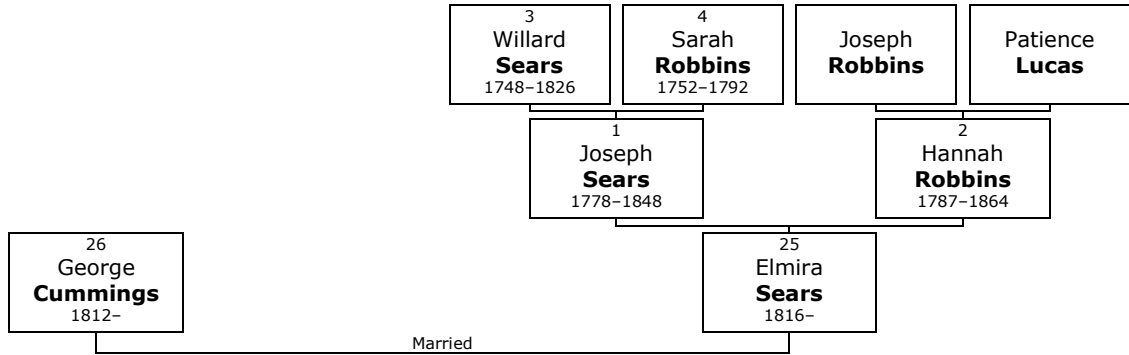 3
Willard
Sears
1748–1826
4
Sarah
Robbins
1752–1792
Joseph
Robbins
Patience
Lucas
1
Joseph
Sears
1778–1848
2
Hannah
Robbins
1787–1864
26
George
Cummings
1812–
25
Elmira
Sears
1816–
Married